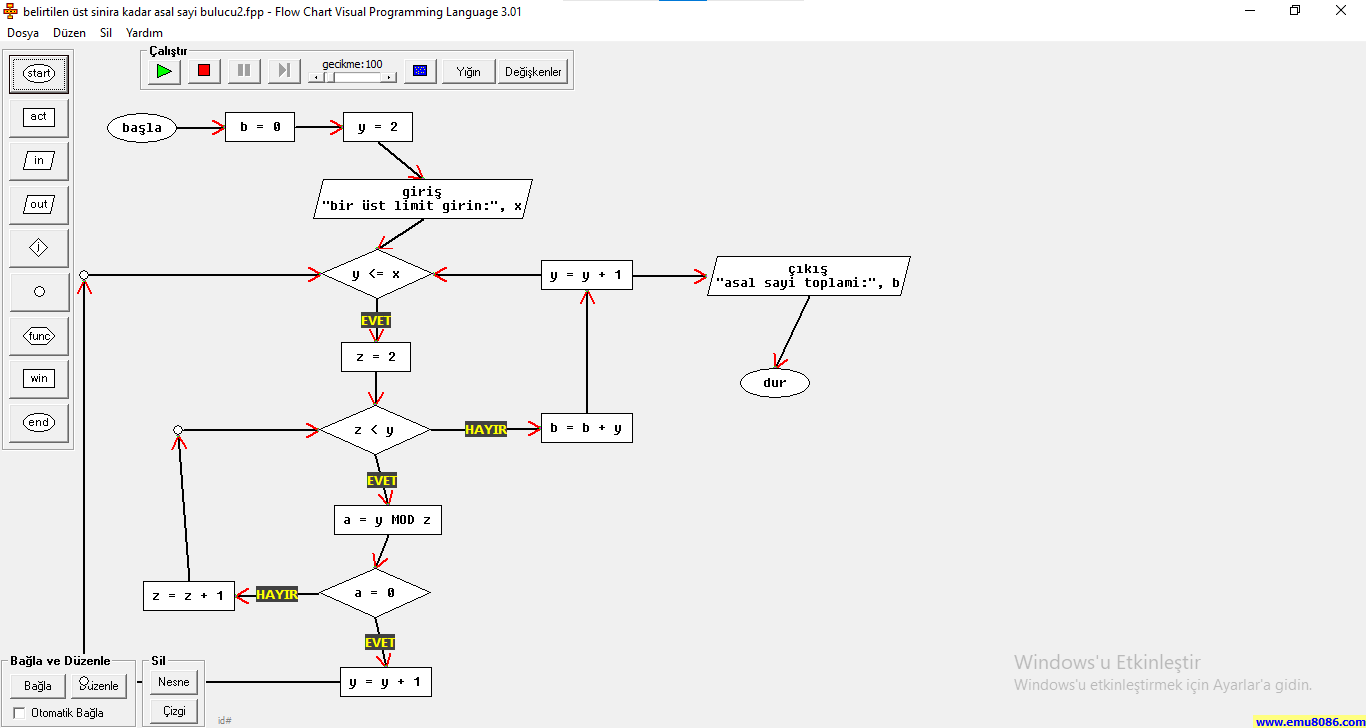 belirtilen üst sinira kadar asal sayi bulucu2.fpp - Flow Chart Visual Programming Language 3.01
Dosya Düzen Sil Yardım
Çalıştır
gecikme:100
Yığın
Değişkenler
start
act
in
out
j
func
win
end
başla
b = 0
y = 2
giriş
"bir üst limit girin:", x
y <= x
y = y + 1
çıkış
"asal sayi toplami:", b
EVET
z = 2
dur
z < y
HAYIR
b = b + y
EVET
a = y MOD z
a = 0
HAYIR
z = z + 1
EVET
y = y + 1
Bağla ve Düzenle
Bağla
Düzenle
Otomatik Bağla
Sil
Nesne
Çizgi
id#
Windows'u Etkinleştir
Windows'u etkinleştirmek için Ayarlar'a gidin.
www.emu8086.com